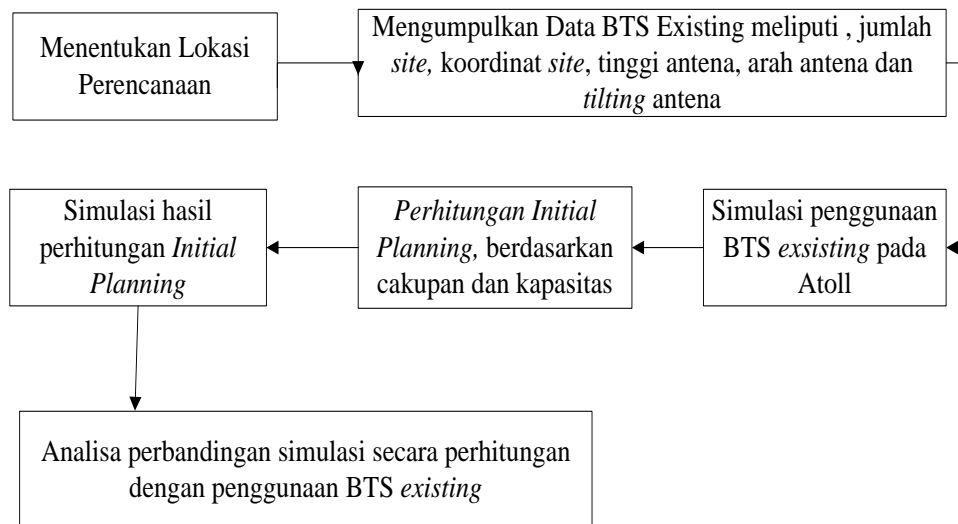 Menentukan Lokasi
Perencanaan
Mengumpulkan Data BTS Existing meliputi , jumlah
site, koordinat site, tinggi antena, arah antena dan
tilting antena
Simulasi penggunaan
BTS exsisting pada
Atoll
Perhitungan Initial
Planning, berdasarkan
cakupan dan kapasitas
Simulasi hasil
perhitungan Initial
Planning
Analisa perbandingan simulasi secara perhitungan
dengan penggunaan BTS existing